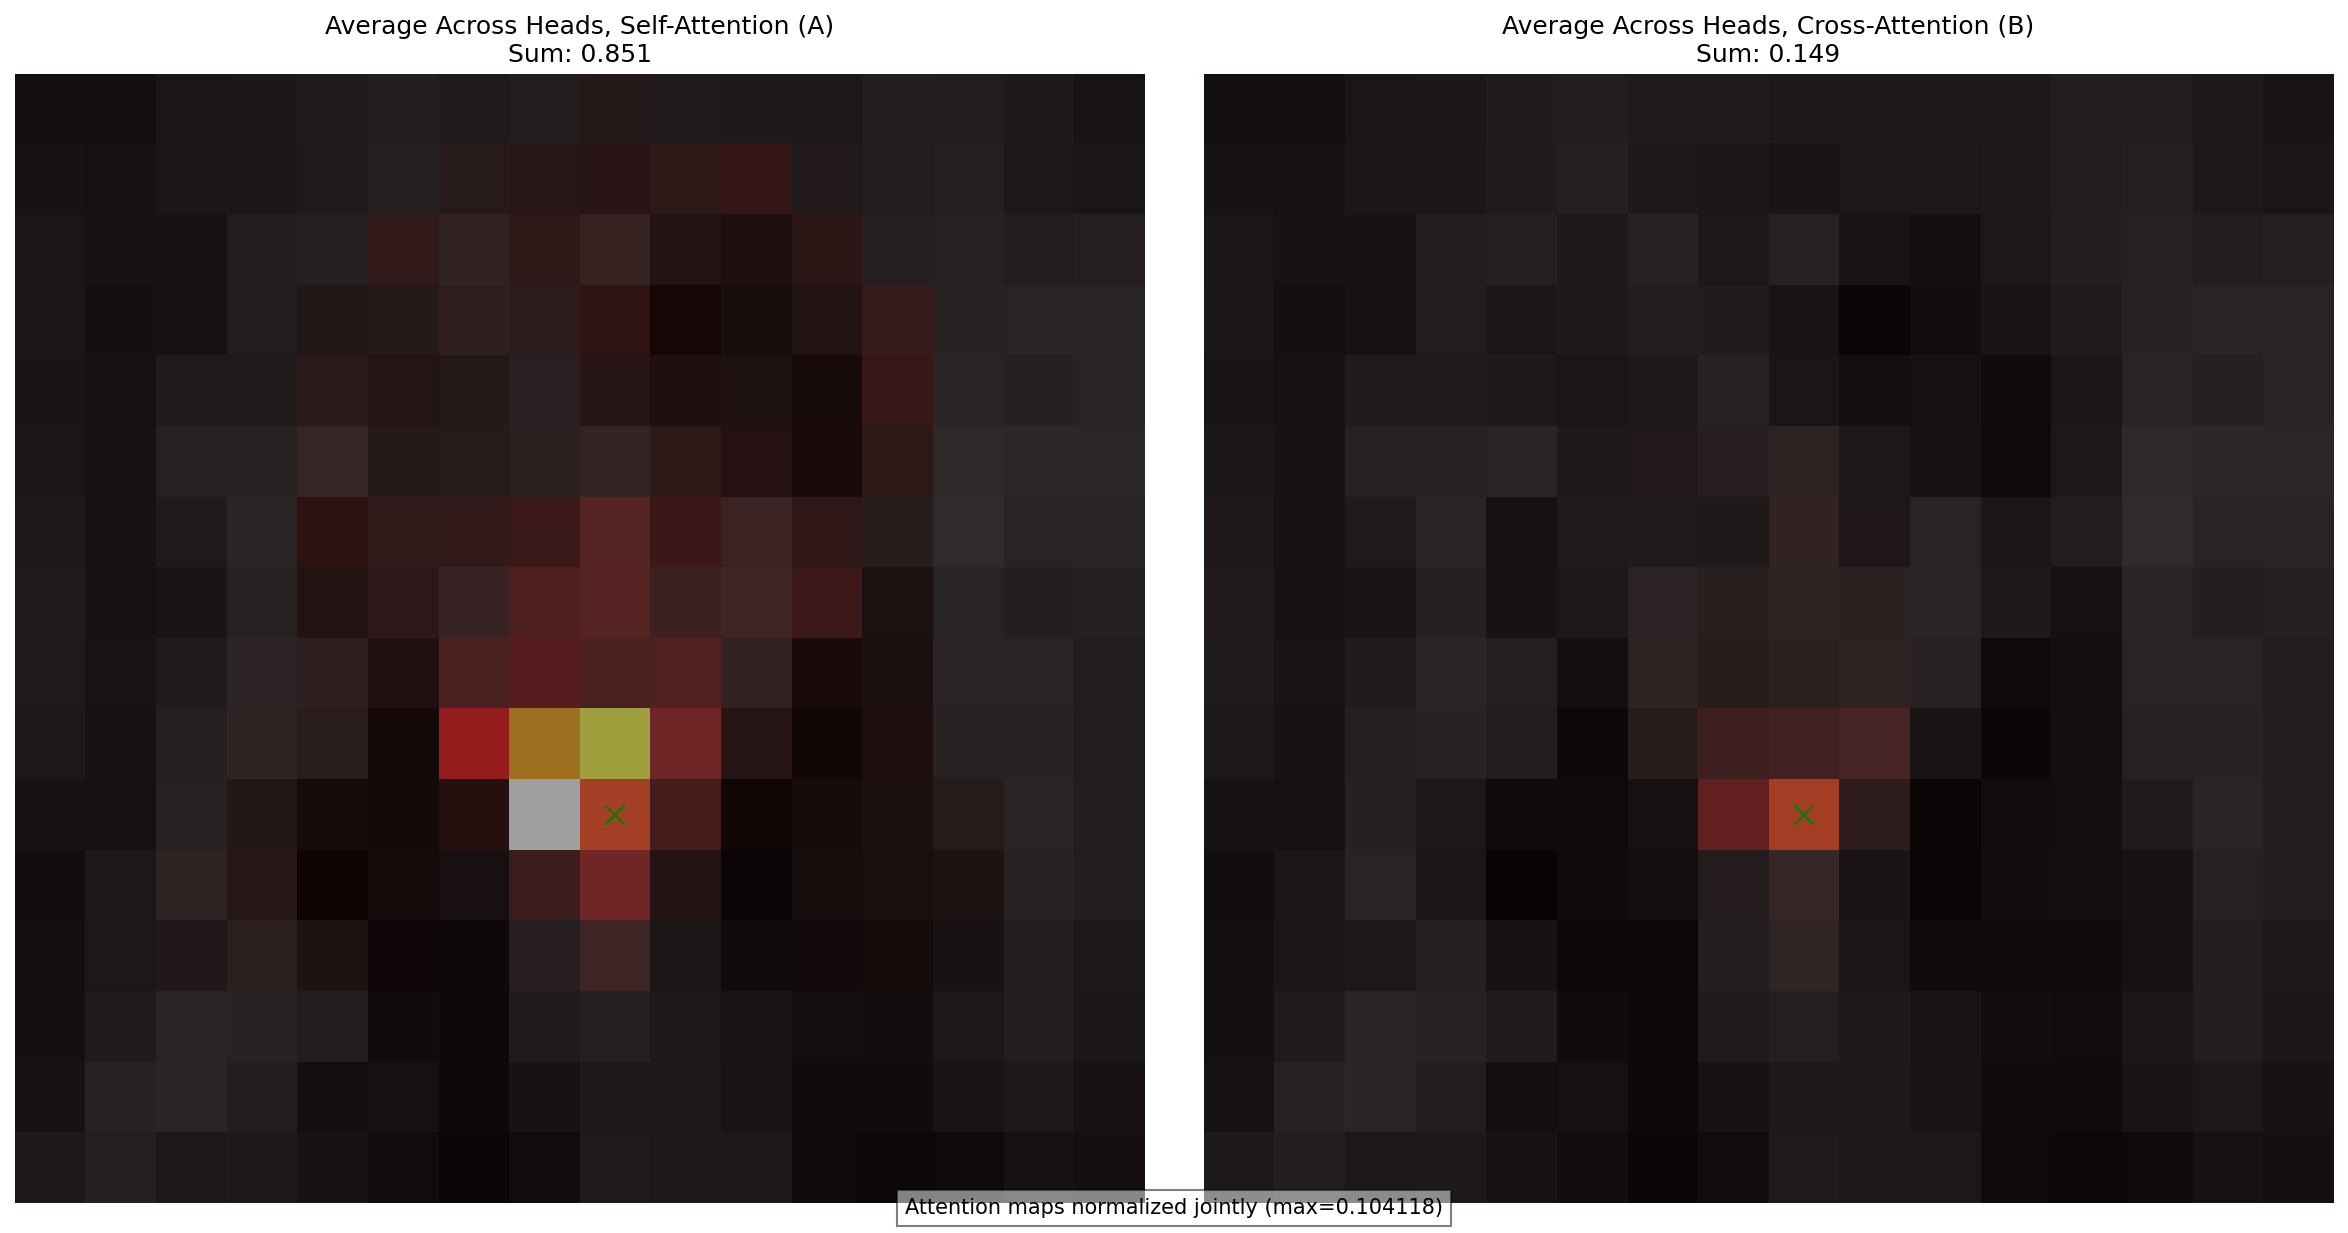 Average Across Heads, Self-Attention (A)
Sum: 0.851
Average Across Heads, Cross-Attention (B)
Sum: 0.149
Attention maps normalized jointly (max=0.104118)